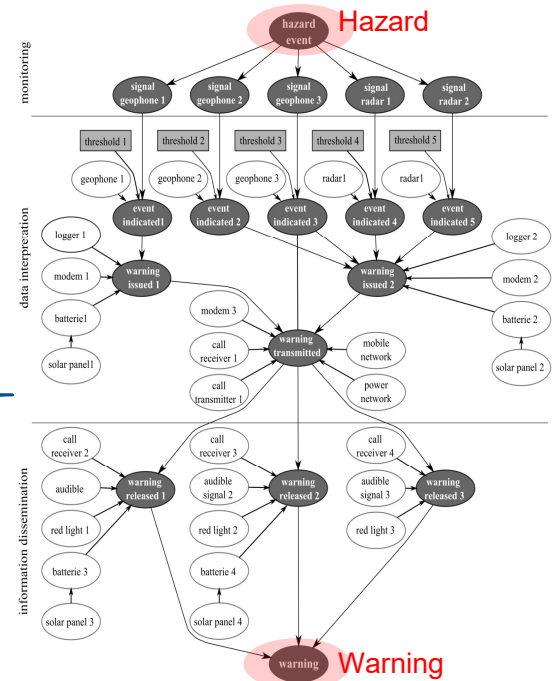 Hazard
hazard
event
monitoring
signal
geophone 1
signal
geophone 2
signal
geophone 3
signal
radar 1
signal
radar 2
data interpretation
threshold 1
threshold 2
threshold 3
threshold 4
threshold 5
geophone 1
geophone 2
geophone 3
radar1
radar1
event
indicated1
event
indicated 2
event
indicated 3
event
indicated 4
event
indicated 5
logger 1
modem 1
batterie1
solar panel1
warning
issued 1
warning
issued 2
logger 2
modem 2
batterie 2
solar panel 2
modem 3
call
receiver 1
call
transmitter 1
warning
transmitted
mobile
network
power
network
information dissemination
call
receiver 2
audible
red light 1
batterie 3
solar panel 3
warning
released 1
call
receiver 3
audible
signal 2
red light 2
batterie 4
solar panel 4
warning
released 2
call
receiver 4
audible
signal 3
red light 3
warning
released 3
warning
Warning